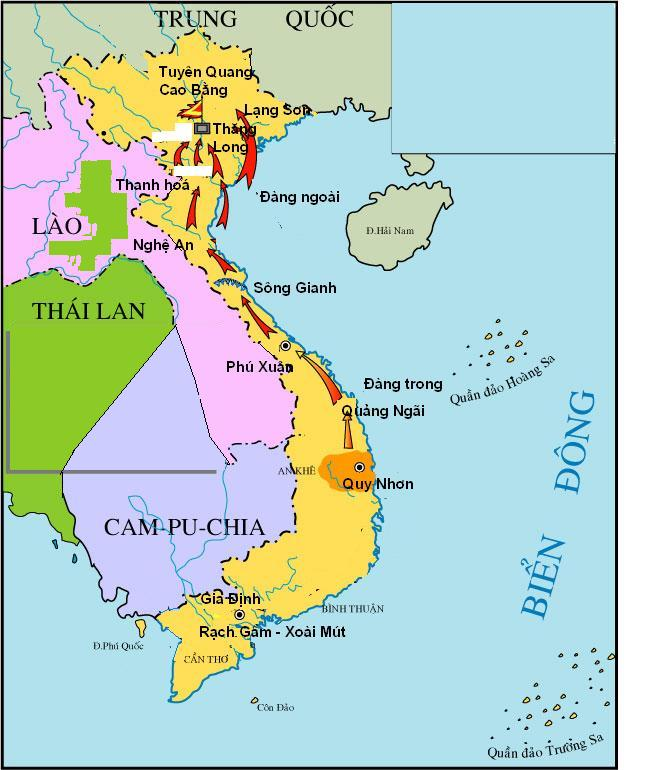 TRUNG QUỐC
Tuyên Quang
Cao Bằng
Lạng Sơn
Thăng
Long
Thanh hoá
Đàng ngoài
LÀO
Đ.Hải Nam
Nghệ An
Sông Gianh
THÁI LAN
Phú Xuân
Đàng trong
Quần đảo Hoàng Sa
Quảng Ngãi
AN KHÊ
Quy Nhơn
BIỂN ĐÔNG
CAM-PU-CHIA
Gia Định
BÌNH THUẬN
Rạch Gầm - Xoài Mút
Đ.Phú Quốc
CẦN THƠ
Côn Đảo
Quần đảo Trường Sa